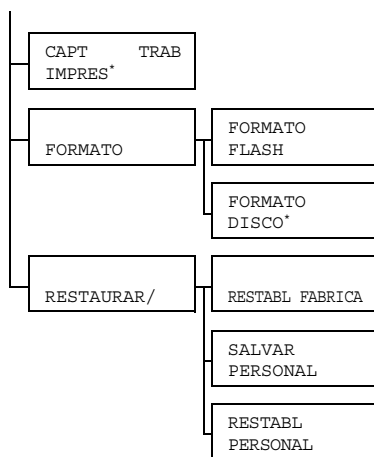 CAPT TRAB
IMPRES*
FORMATO
FORMATO
FLASH
FORMATO
DISCO*
RESTAURAR/
RESTABL FABRICA
SALVAR
PERSONAL
RESTABL
PERSONAL